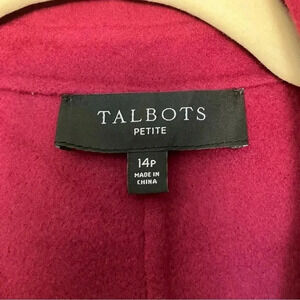 TALBOTS
PETITE
14P
MADE IN
CHINA